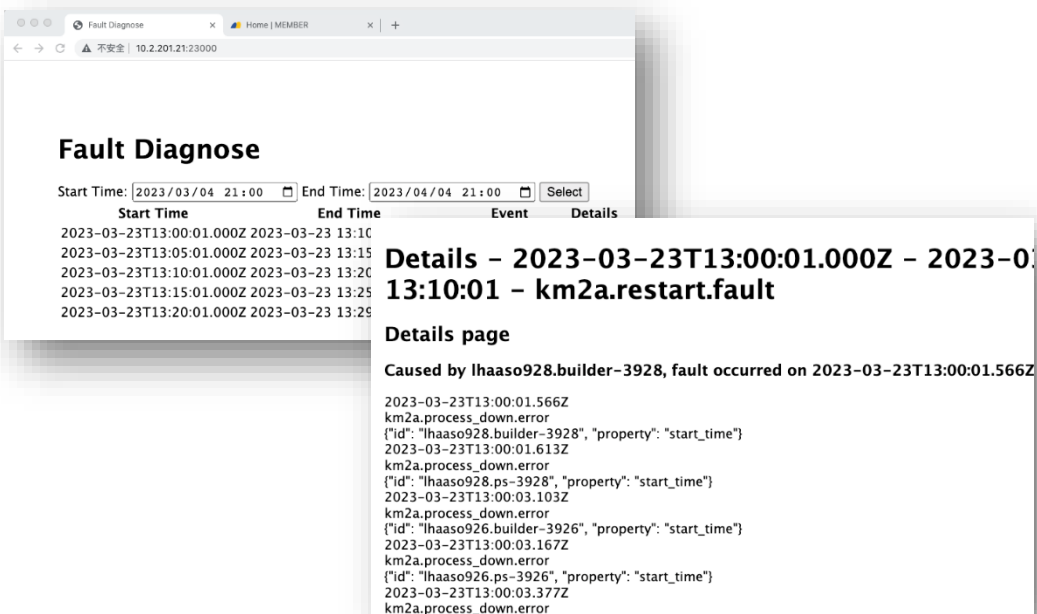 Fault Diagnose
Home | MEMBER
不安全 10.2.201.21:23000
Fault Diagnose
Start Time: 2023/03/04 21:00 End Time: 2023/04/04 21:00 Select
Start Time End Time Event Details
2023-03-23T13:00:01.000Z 2023-03-23 13:10
2023-03-23T13:05:01.000Z 2023-03-23 13:15
2023-03-23T13:10:01.000Z 2023-03-23 13:20
2023-03-23T13:15:01.000Z 2023-03-23 13:25
2023-03-23T13:20:01.000Z 2023-03-23 13:29
Details - 2023-03-23T13:00:01.000Z - 2023-0
13:10:01 - km2a.restart.fault
Details page
Caused by lhaaso928.builder-3928, fault occurred on 2023-03-23T13:00:01.566Z
2023-03-23T13:00:01.566Z
km2a.process_down.error
{"id": "lhaaso928.builder-3928", "property": "start_time"}
2023-03-23T13:00:01.613Z
km2a.process_down.error
{"id": "lhaaso928.ps-3928", "property": "start_time"}
2023-03-23T13:00:03.103Z
km2a.process_down.error
{"id": "lhaaso926.builder-3926", "property": "start_time"}
2023-03-23T13:00:03.167Z
km2a.process_down.error
{"id": "lhaaso926.ps-3926", "property": "start_time"}
2023-03-23T13:00:03.377Z
km2a.process_down.error